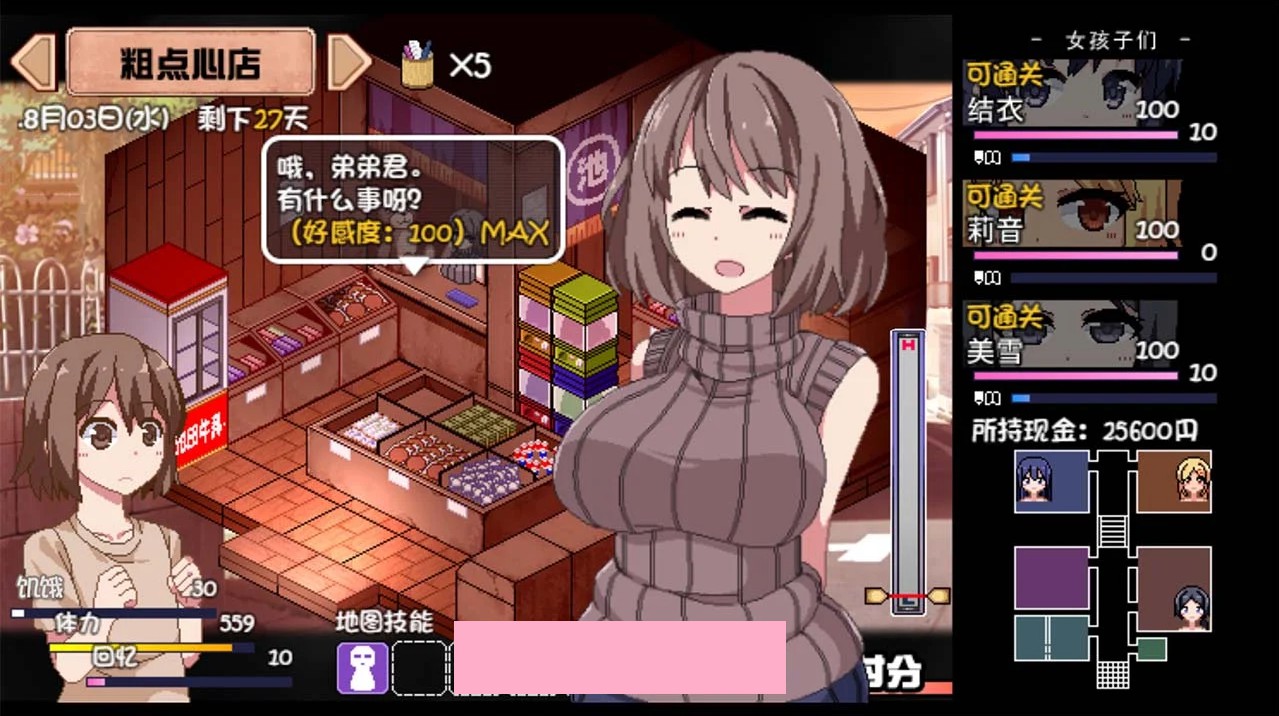 粗点心店
×5
.8月03日(水) 剩下27天
哦，弟弟君。
有什么事呀?
(好感度：100) MAX
池
H
L
饥饿 30
体力 559
回忆 10
地图技能
时分
- 女孩子们 -
可通关
结衣 100
10
可通关
莉音 100
0
可通关
美雪 100
10
所持现金：25600円